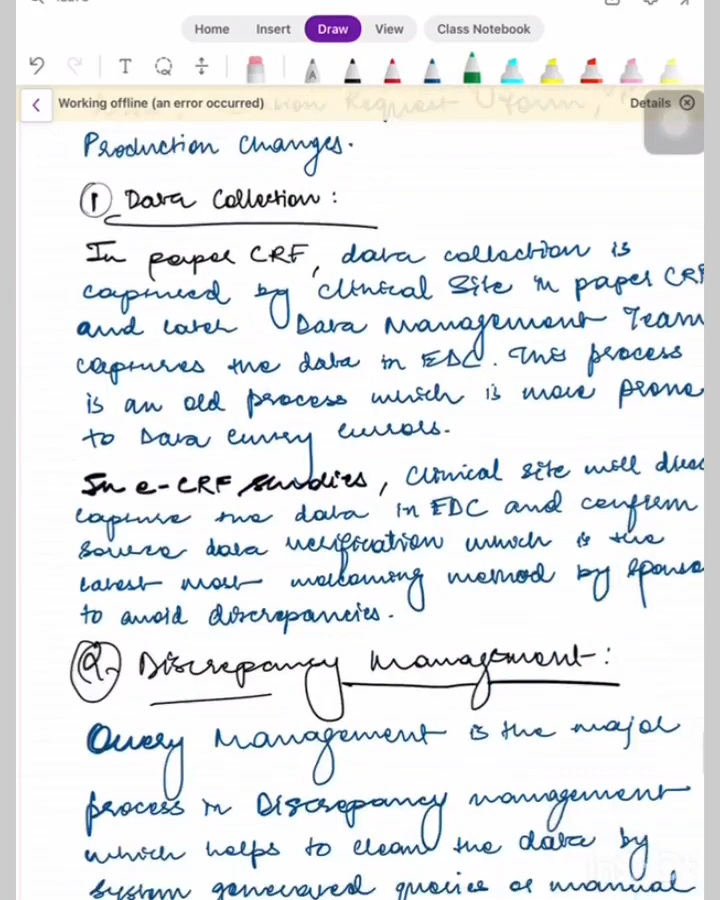 Home Insert Draw View Class Notebook
T
A
Working offline (an error occurred) Details
Request
Production Changes.
1 Data Collection:
In paper CRF, data collection is
captured by Clinical Site in paper CRF
and later Data Management Team
captures the data in EDC. This process
is an old process which is more prone
to Data entry errors.
In e-CRF studies, Clinical site will direc
capture the data in EDC and confirm
source data verification which is the
latest most welcoming method by Sponso
to avoid discrepancies.
2. Discrepancy Management:
Query Management is the major
process in Discrepancy management
which helps to clean the data by
system generated queries or manual